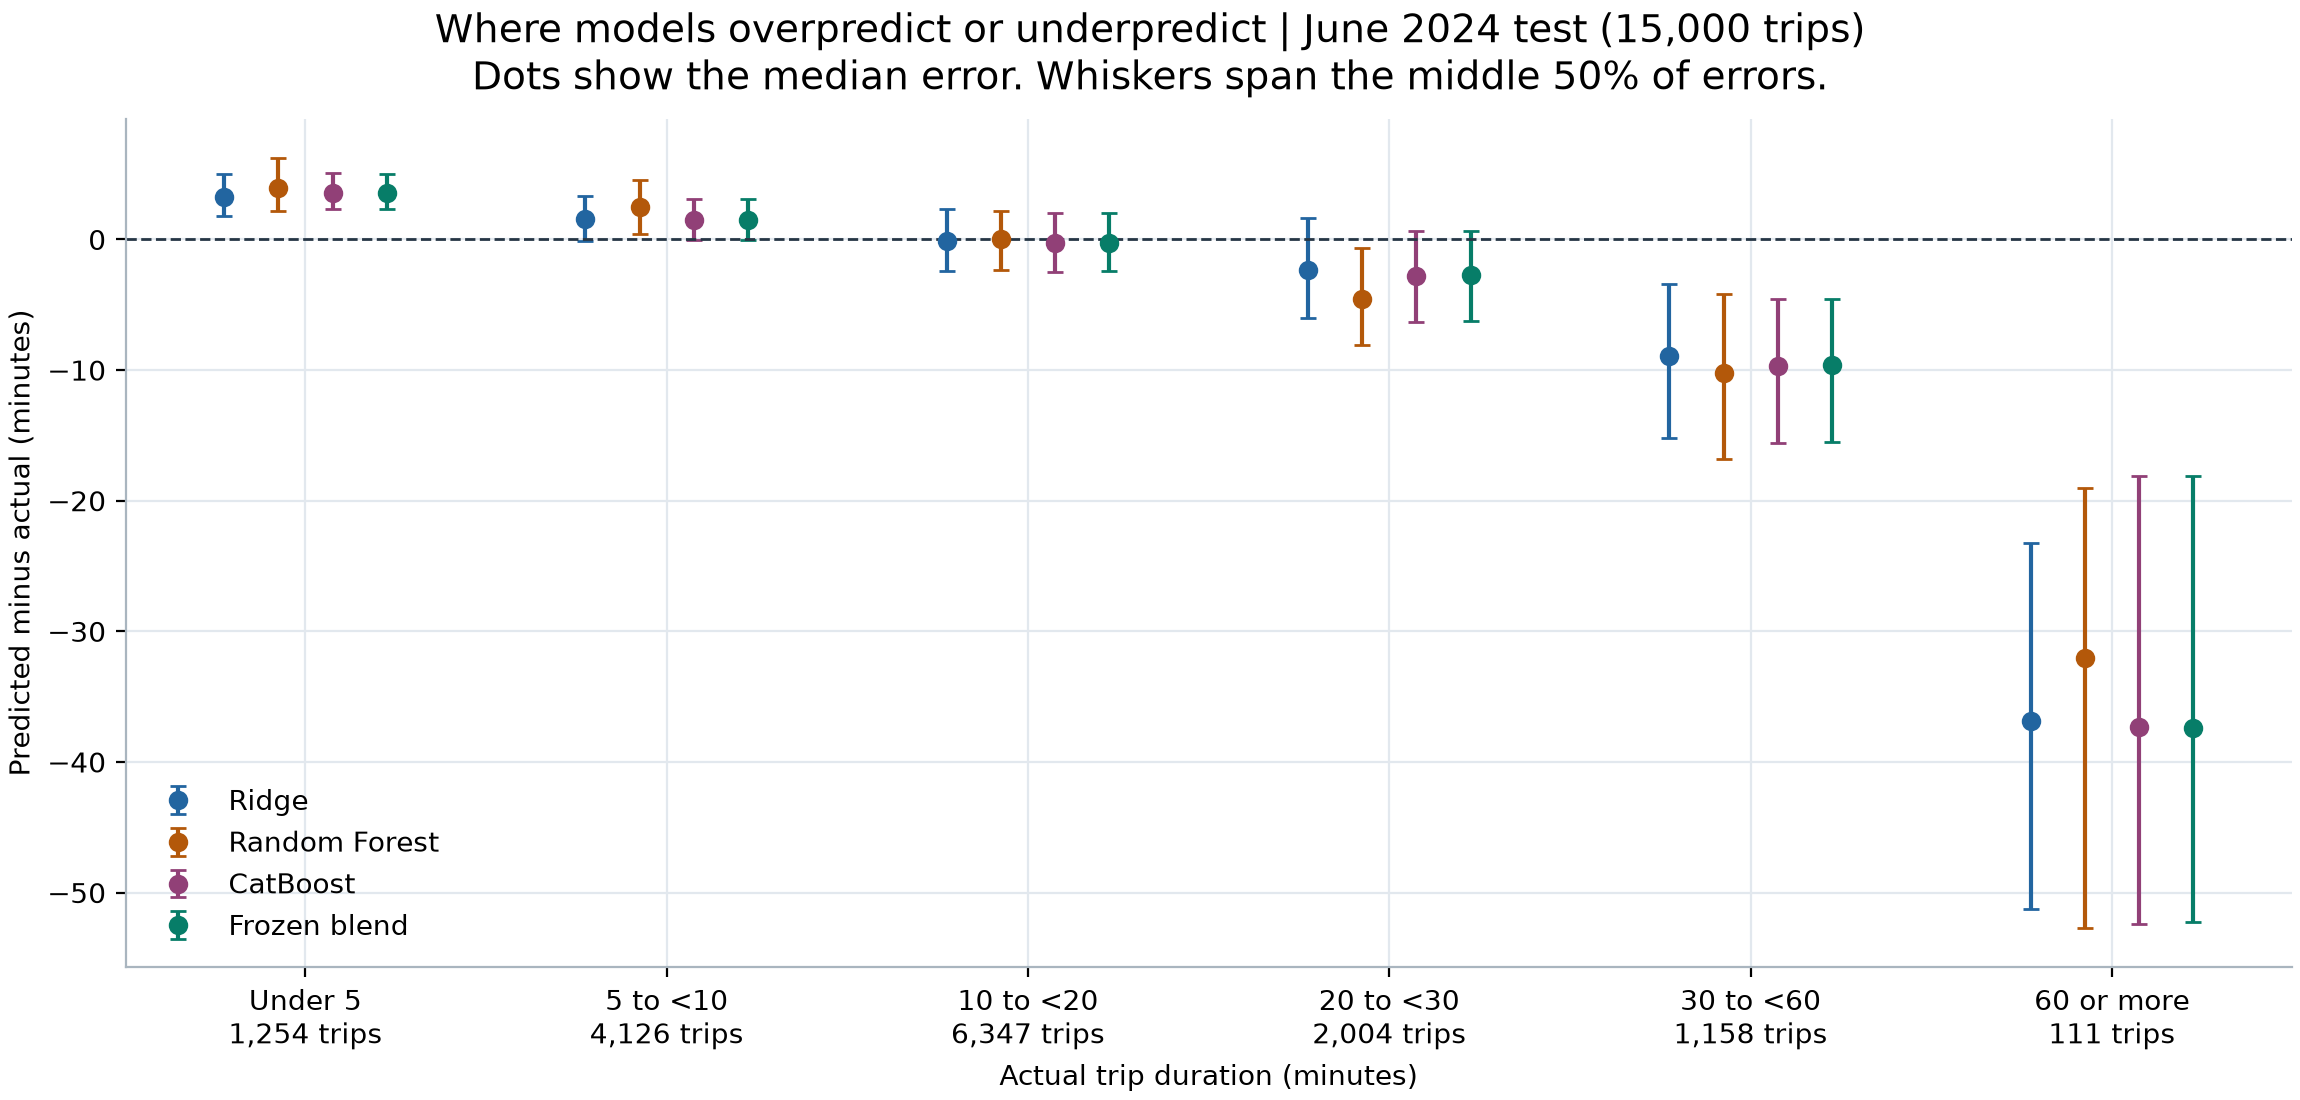 Where models overpredict or underpredict | June 2024 test (15,000 trips)
Dots show the median error. Whiskers span the middle 50% of errors.
Predicted minus actual (minutes)
0
−10
−20
−30
−40
−50
Ridge
Random Forest
CatBoost
Frozen blend
Under 5
1,254 trips
5 to <10
4,126 trips
10 to <20
6,347 trips
20 to <30
2,004 trips
30 to <60
1,158 trips
60 or more
111 trips
Actual trip duration (minutes)